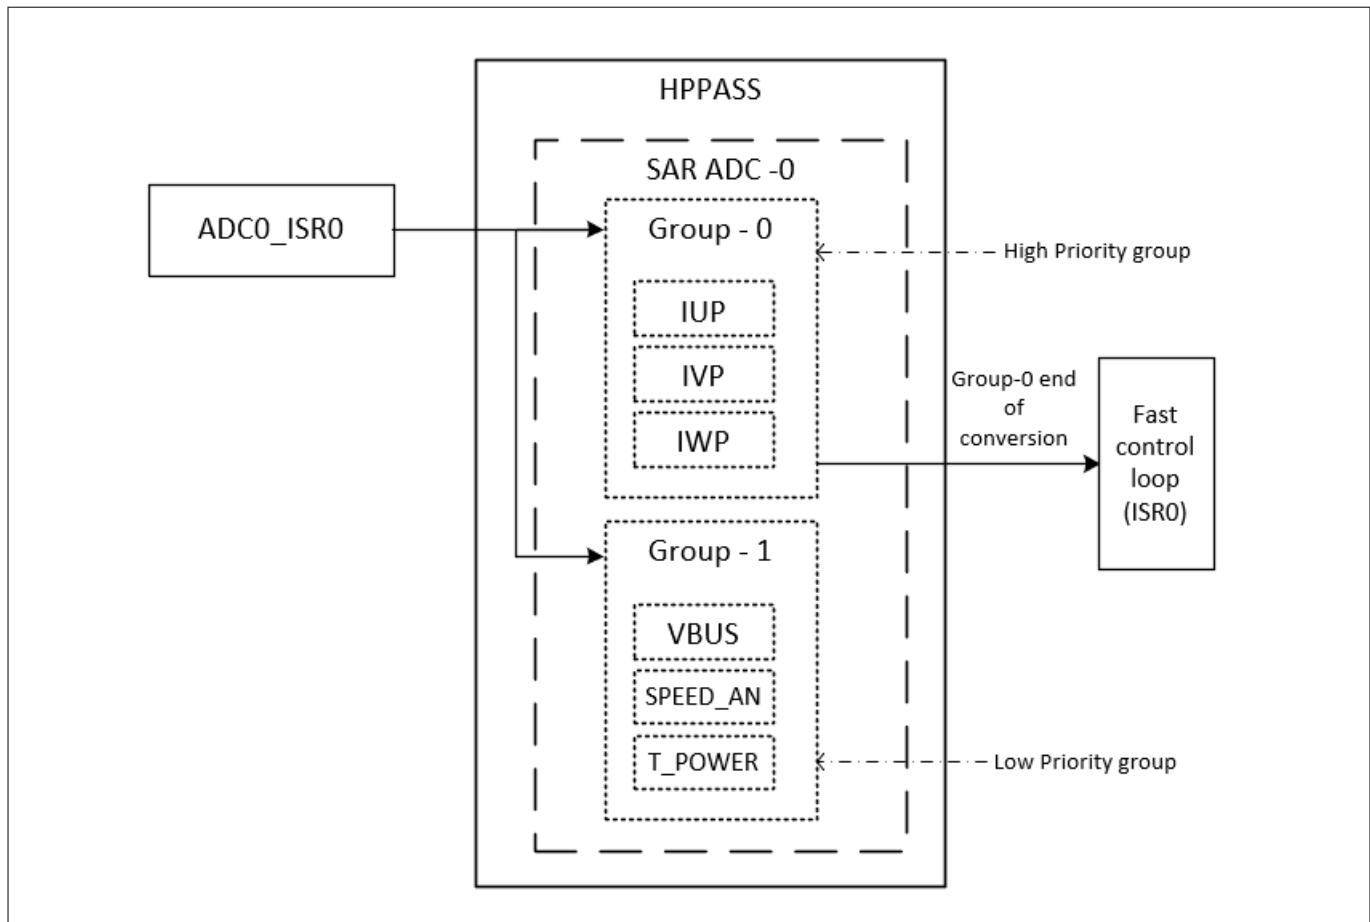 HPPASS
SAR ADC -0
ADC0_ISR0
Group - 0
High Priority group
IUP
IVP
IWP
Group-0 end
of
conversion
Fast
control
loop
(ISR0)
Group - 1
VBUS
SPEED_AN
T_POWER
Low Priority group